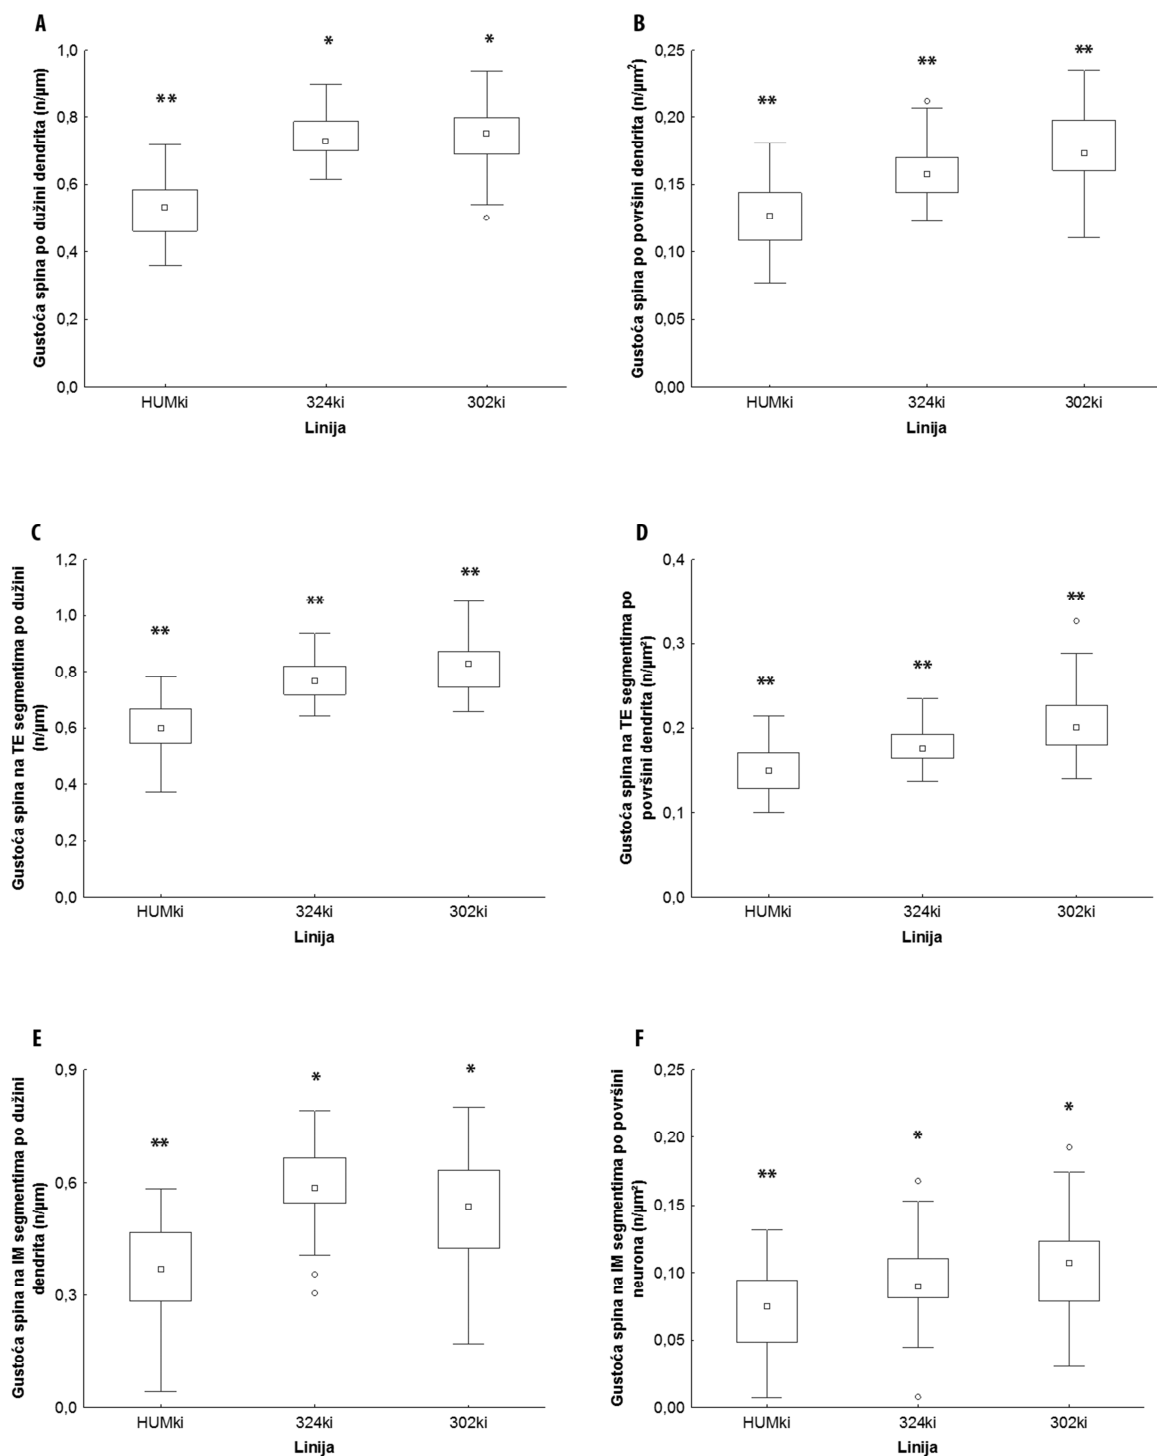 A
Gustoća spina po dužini dendrita (n/µm)
1,0
0,8
0,6
0,4
0,2
0,0
**
*
*
HUMki 324ki 302ki
Linija
B
Gustoća spina po površini dendrita (n/µm²)
0,25
0,20
0,15
0,10
0,05
0,00
**
**
**
HUMki 324ki 302ki
Linija
C
Gustoća spina na TE segmentima po dužini
(n/µm)
1,2
1,0
0,8
0,6
0,4
0,2
0,0
**
**
**
HUMki 324ki 302ki
Linija
D
Gustoća spina na TE segmentima po
površini dendrita (n/µm²)
0,4
0,3
0,2
0,1
0,0
**
**
**
HUMki 324ki 302ki
Linija
E
Gustoća spina na IM segmentima po dužini
dendrita (n/µm)
0,9
0,6
0,3
0,0
**
*
*
HUMki 324ki 302ki
Linija
F
Gustoća spina na IM segmentima po površini
neurona (n/µm²)
0,25
0,20
0,15
0,10
0,05
0,00
**
*
*
HUMki 324ki 302ki
Linija